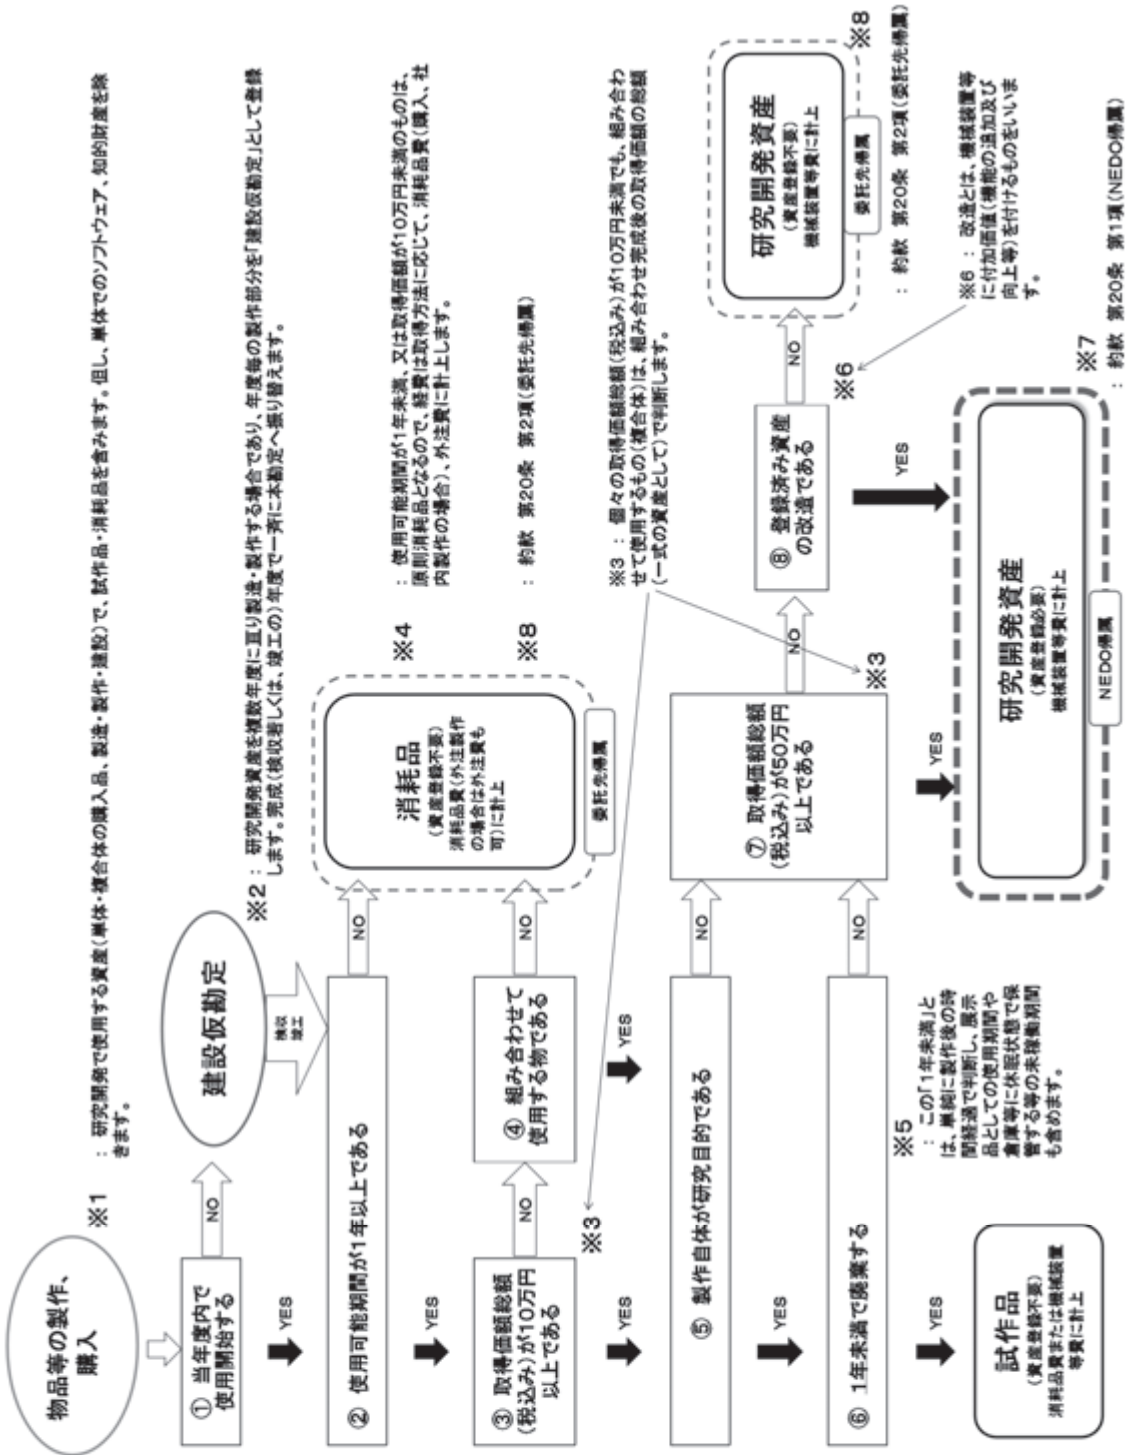 物品等の製作、
購入
※1
： 研究開発で使用する資産(単体・複合体の購入品、製造・製作・建設)で、試作品・消耗品を含みます。但し、単体でのソフトウェア、知的財産を除
きます。
① 当年度内で
使用開始する
NO
建設仮勘定
※2
： 研究開発資産を複数年度に亘り製造・製作する場合であり、年度毎の製作部分を「建設仮勘定」として登録
します。完成(検収若しくは、竣工の)年度で一斉に本勘定へ振り替えます。
検収
竣工
YES
② 使用可能期間が1年以上である
NO
消耗品
(資産登録不要)
消耗品費(外注製作
の場合は外注費も
可)に計上
委託先帰属
※4
： 使用可能期間が1年未満、又は取得価額が10万円未満のものは、
原則消耗品となるので、経費は取得方法に応じて、消耗品費(購入、社
内製作の場合)、外注費に計上します。
※8
： 約款 第20条 第2項(委託先帰属)
YES
③ 取得価額総額
(税込み)が10万円
以上である
※3
NO
④ 組み合わせて
使用する物である
NO
YES
YES
※3 ： 個々の取得価額総額(税込み)が10万円未満でも、組み合わ
せて使用するもの(複合体)は、組み合わせ完成後の取得価額の総額
(一式の資産として)で判断します。
⑤ 製作自体が研究目的である
NO
⑦ 取得価額総額
(税込み)が50万円
以上である
※3
NO
⑧ 登録済み資産
の改造である
※6
NO
研究開発資産
(資産登録不要)
機械装置等費に計上
委託先帰属
※8
： 約款 第20条 第2項(委託先帰属)
※6 ： 改造とは、機械装置等
に付加価値(機能の追加及び
向上等)を付けるものをいいま
す。
YES
⑥ 1年未満で廃棄する
NO
※5
： この「1年未満」と
は、単純に製作後の時
間経過で判断し、展示
品としての使用期間や
倉庫等に休眠状態で保
管する等の未稼働期間
も含めます。
YES
YES
YES
試作品
(資産登録不要)
消耗品費または機械装置
等費に計上
研究開発資産
(資産登録必要)
機械装置等費に計上
NEDO帰属
※7
： 約款 第20条 第1項(NEDO帰属)